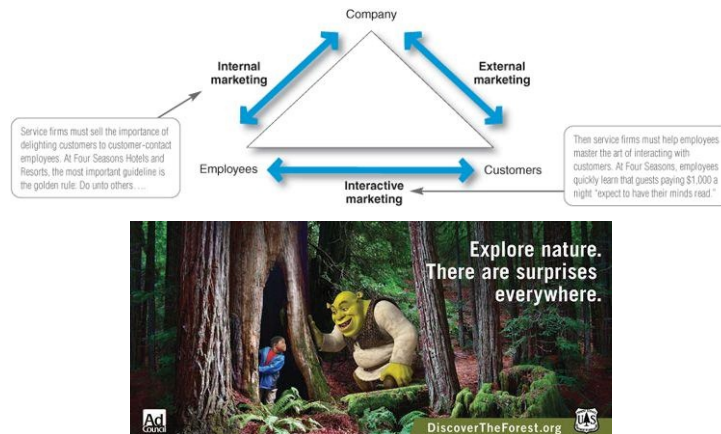 Company
Internal
marketing
External
marketing
Service firms must sell the importance of
delighting customers to customer-contact
employees. At Four Seasons Hotels and
Resorts, the most important guideline is
the golden rule: Do unto others....
Then service firms must help employees
master the art of interacting with
customers. At Four Seasons, employees
quickly learn that guests paying $1,000 a
night “expect to have their minds read.”
Employees
Customers
Interactive
marketing
Explore nature.
There are surprises
everywhere.
Ad
Council
DiscoverTheForest.org
UAS